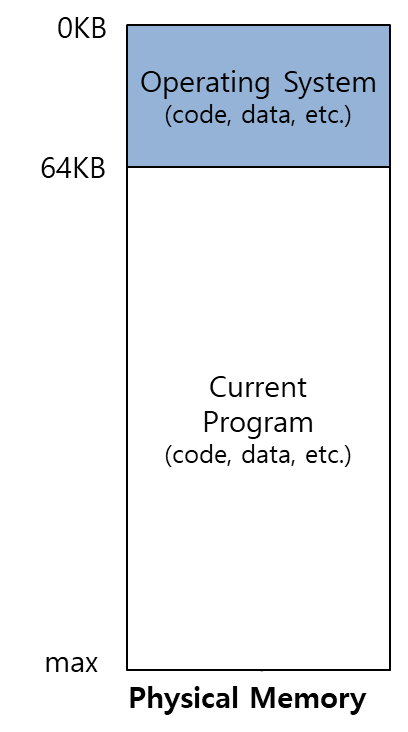 0KB
Operating System
(code, data, etc.)
64KB
Current
Program
(code, data, etc.)
max
Physical Memory